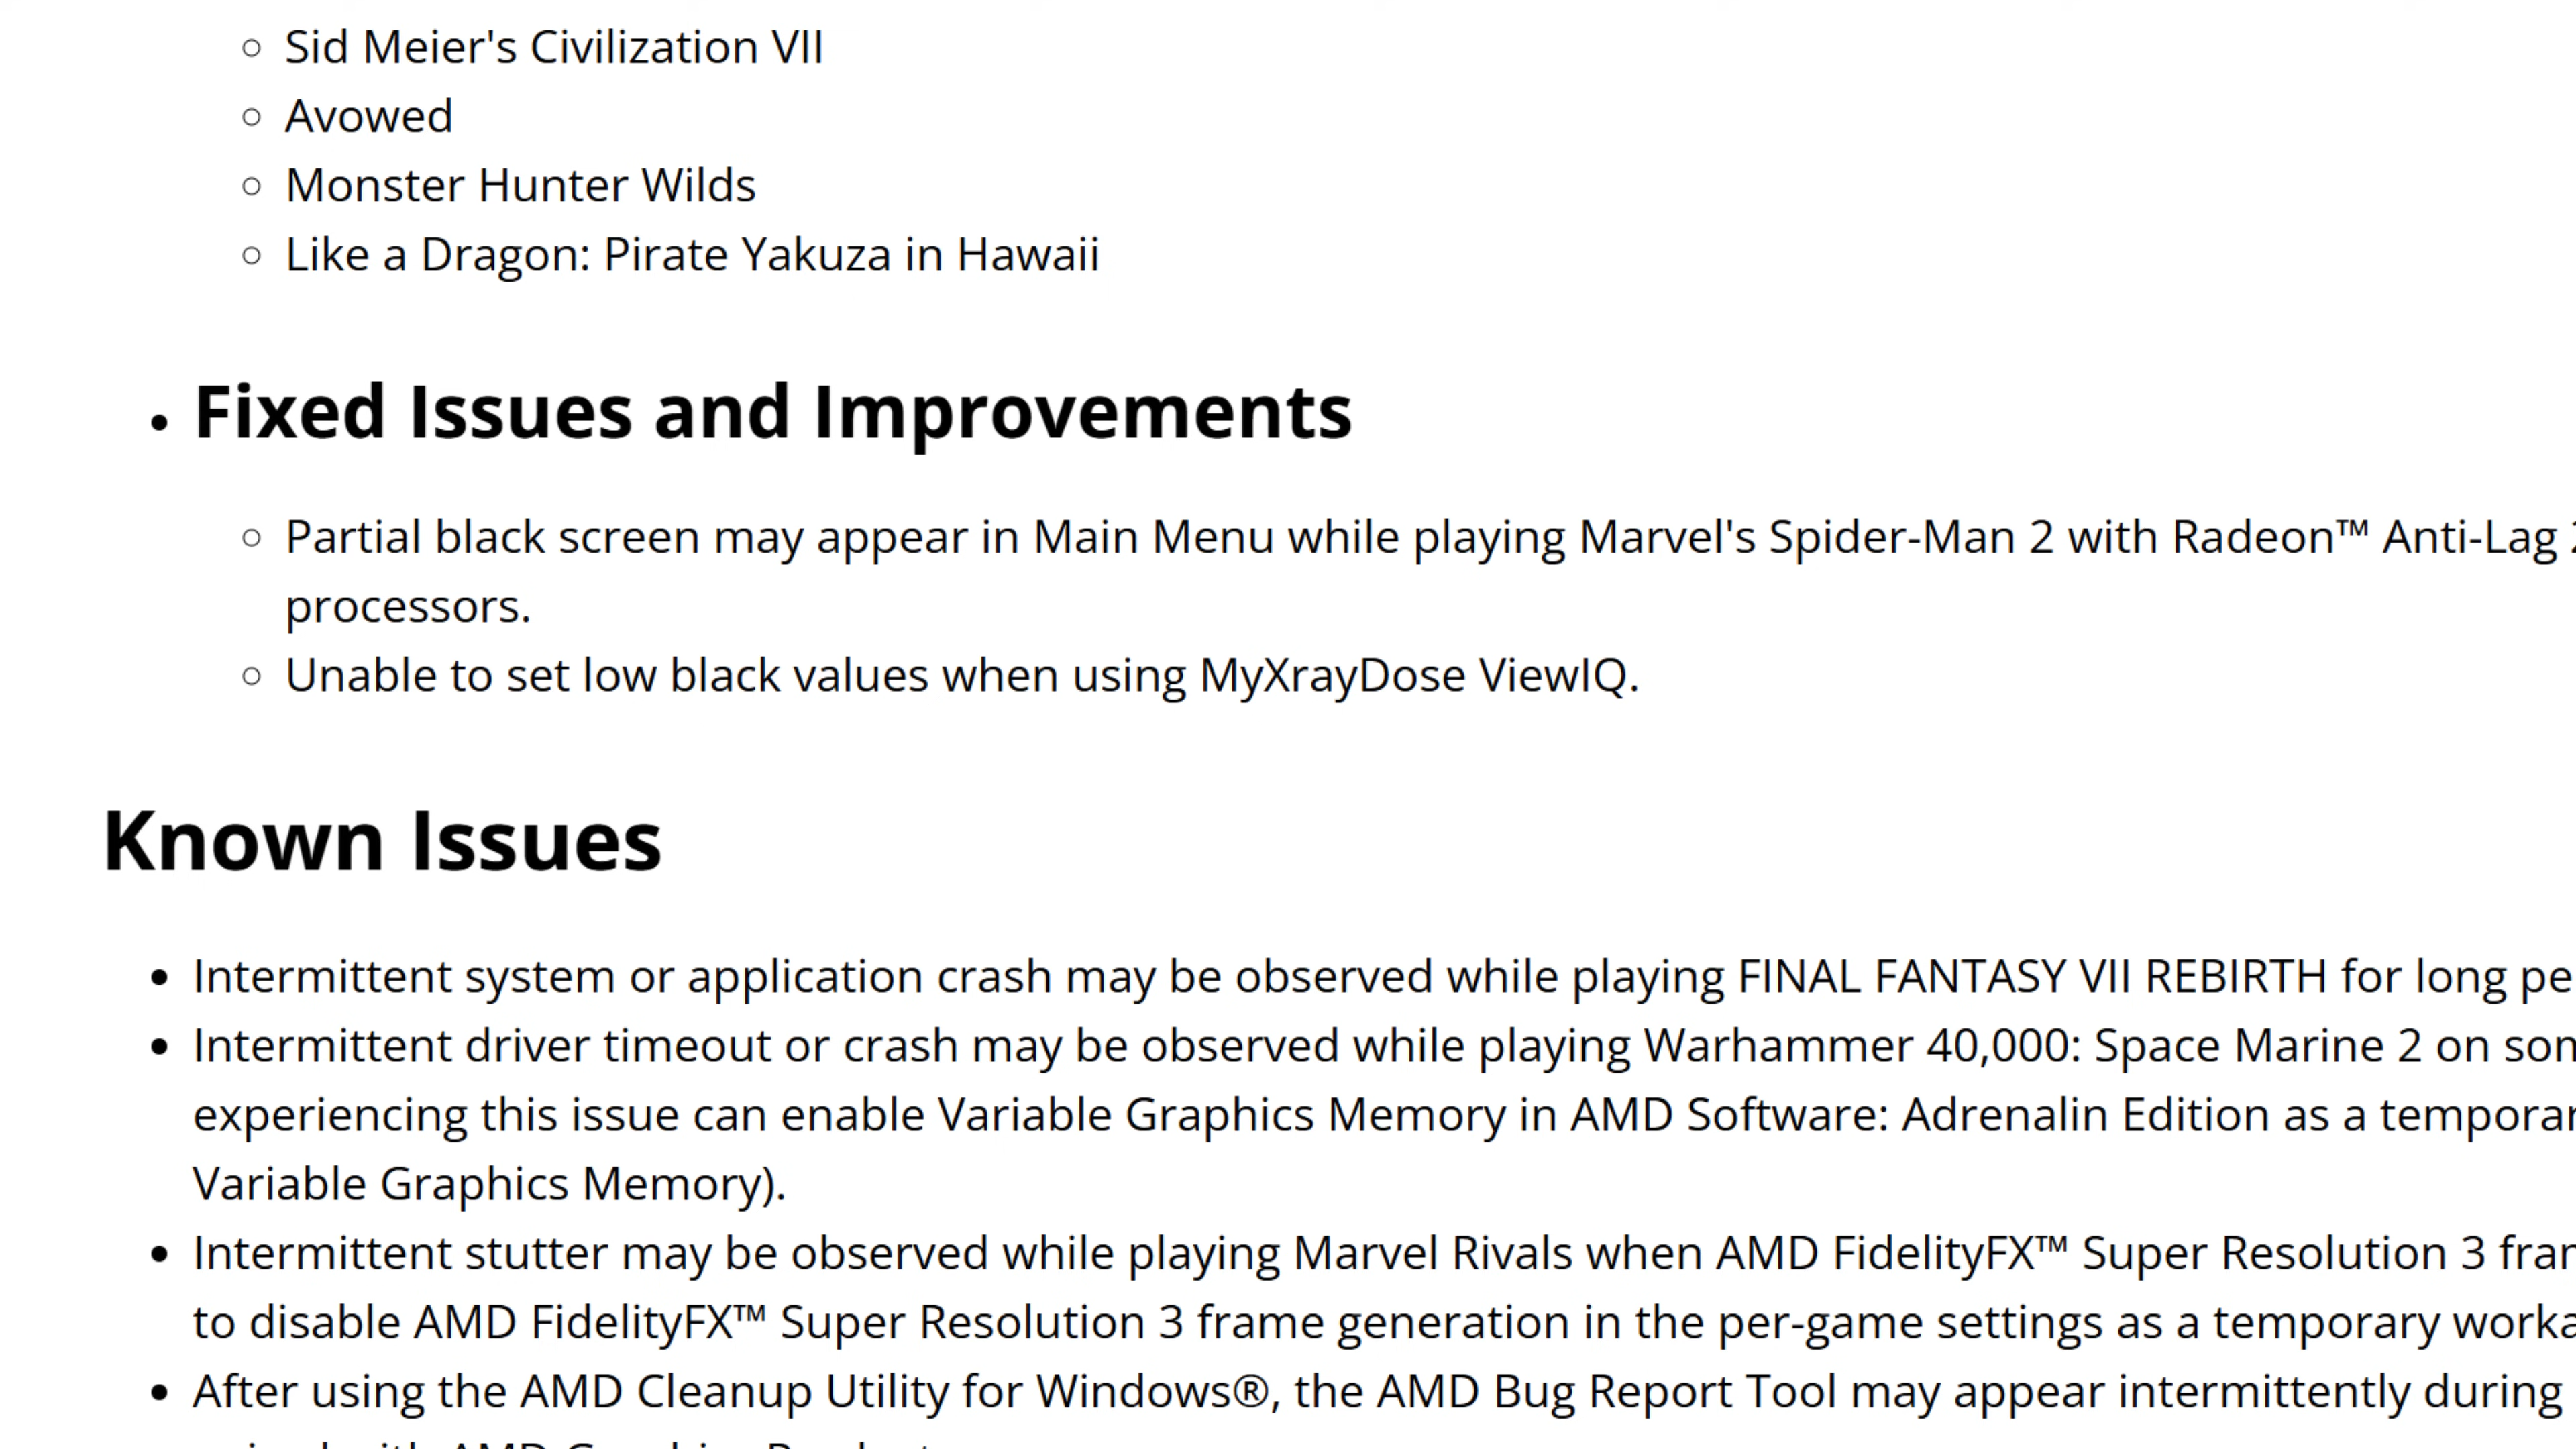 Sid Meier's Civilization VII
Avowed
Monster Hunter Wilds
Like a Dragon: Pirate Yakuza in Hawaii
Fixed Issues and Improvements
Partial black screen may appear in Main Menu while playing Marvel's Spider-Man 2 with Radeon™ Anti-Lag
processors.
Unable to set low black values when using MyXrayDose ViewIQ.
Known Issues
Intermittent system or application crash may be observed while playing FINAL FANTASY VII REBIRTH for long
Intermittent driver timeout or crash may be observed while playing Warhammer 40,000: Space Marine 2 on
experiencing this issue can enable Variable Graphics Memory in AMD Software: Adrenalin Edition as a
Variable Graphics Memory).
Intermittent stutter may be observed while playing Marvel Rivals when AMD FidelityFX™ Super Resolution 3
to disable AMD FidelityFX™ Super Resolution 3 frame generation in the per-game settings as a temporary
After using the AMD Cleanup Utility for Windows®, the AMD Bug Report Tool may appear intermittently during